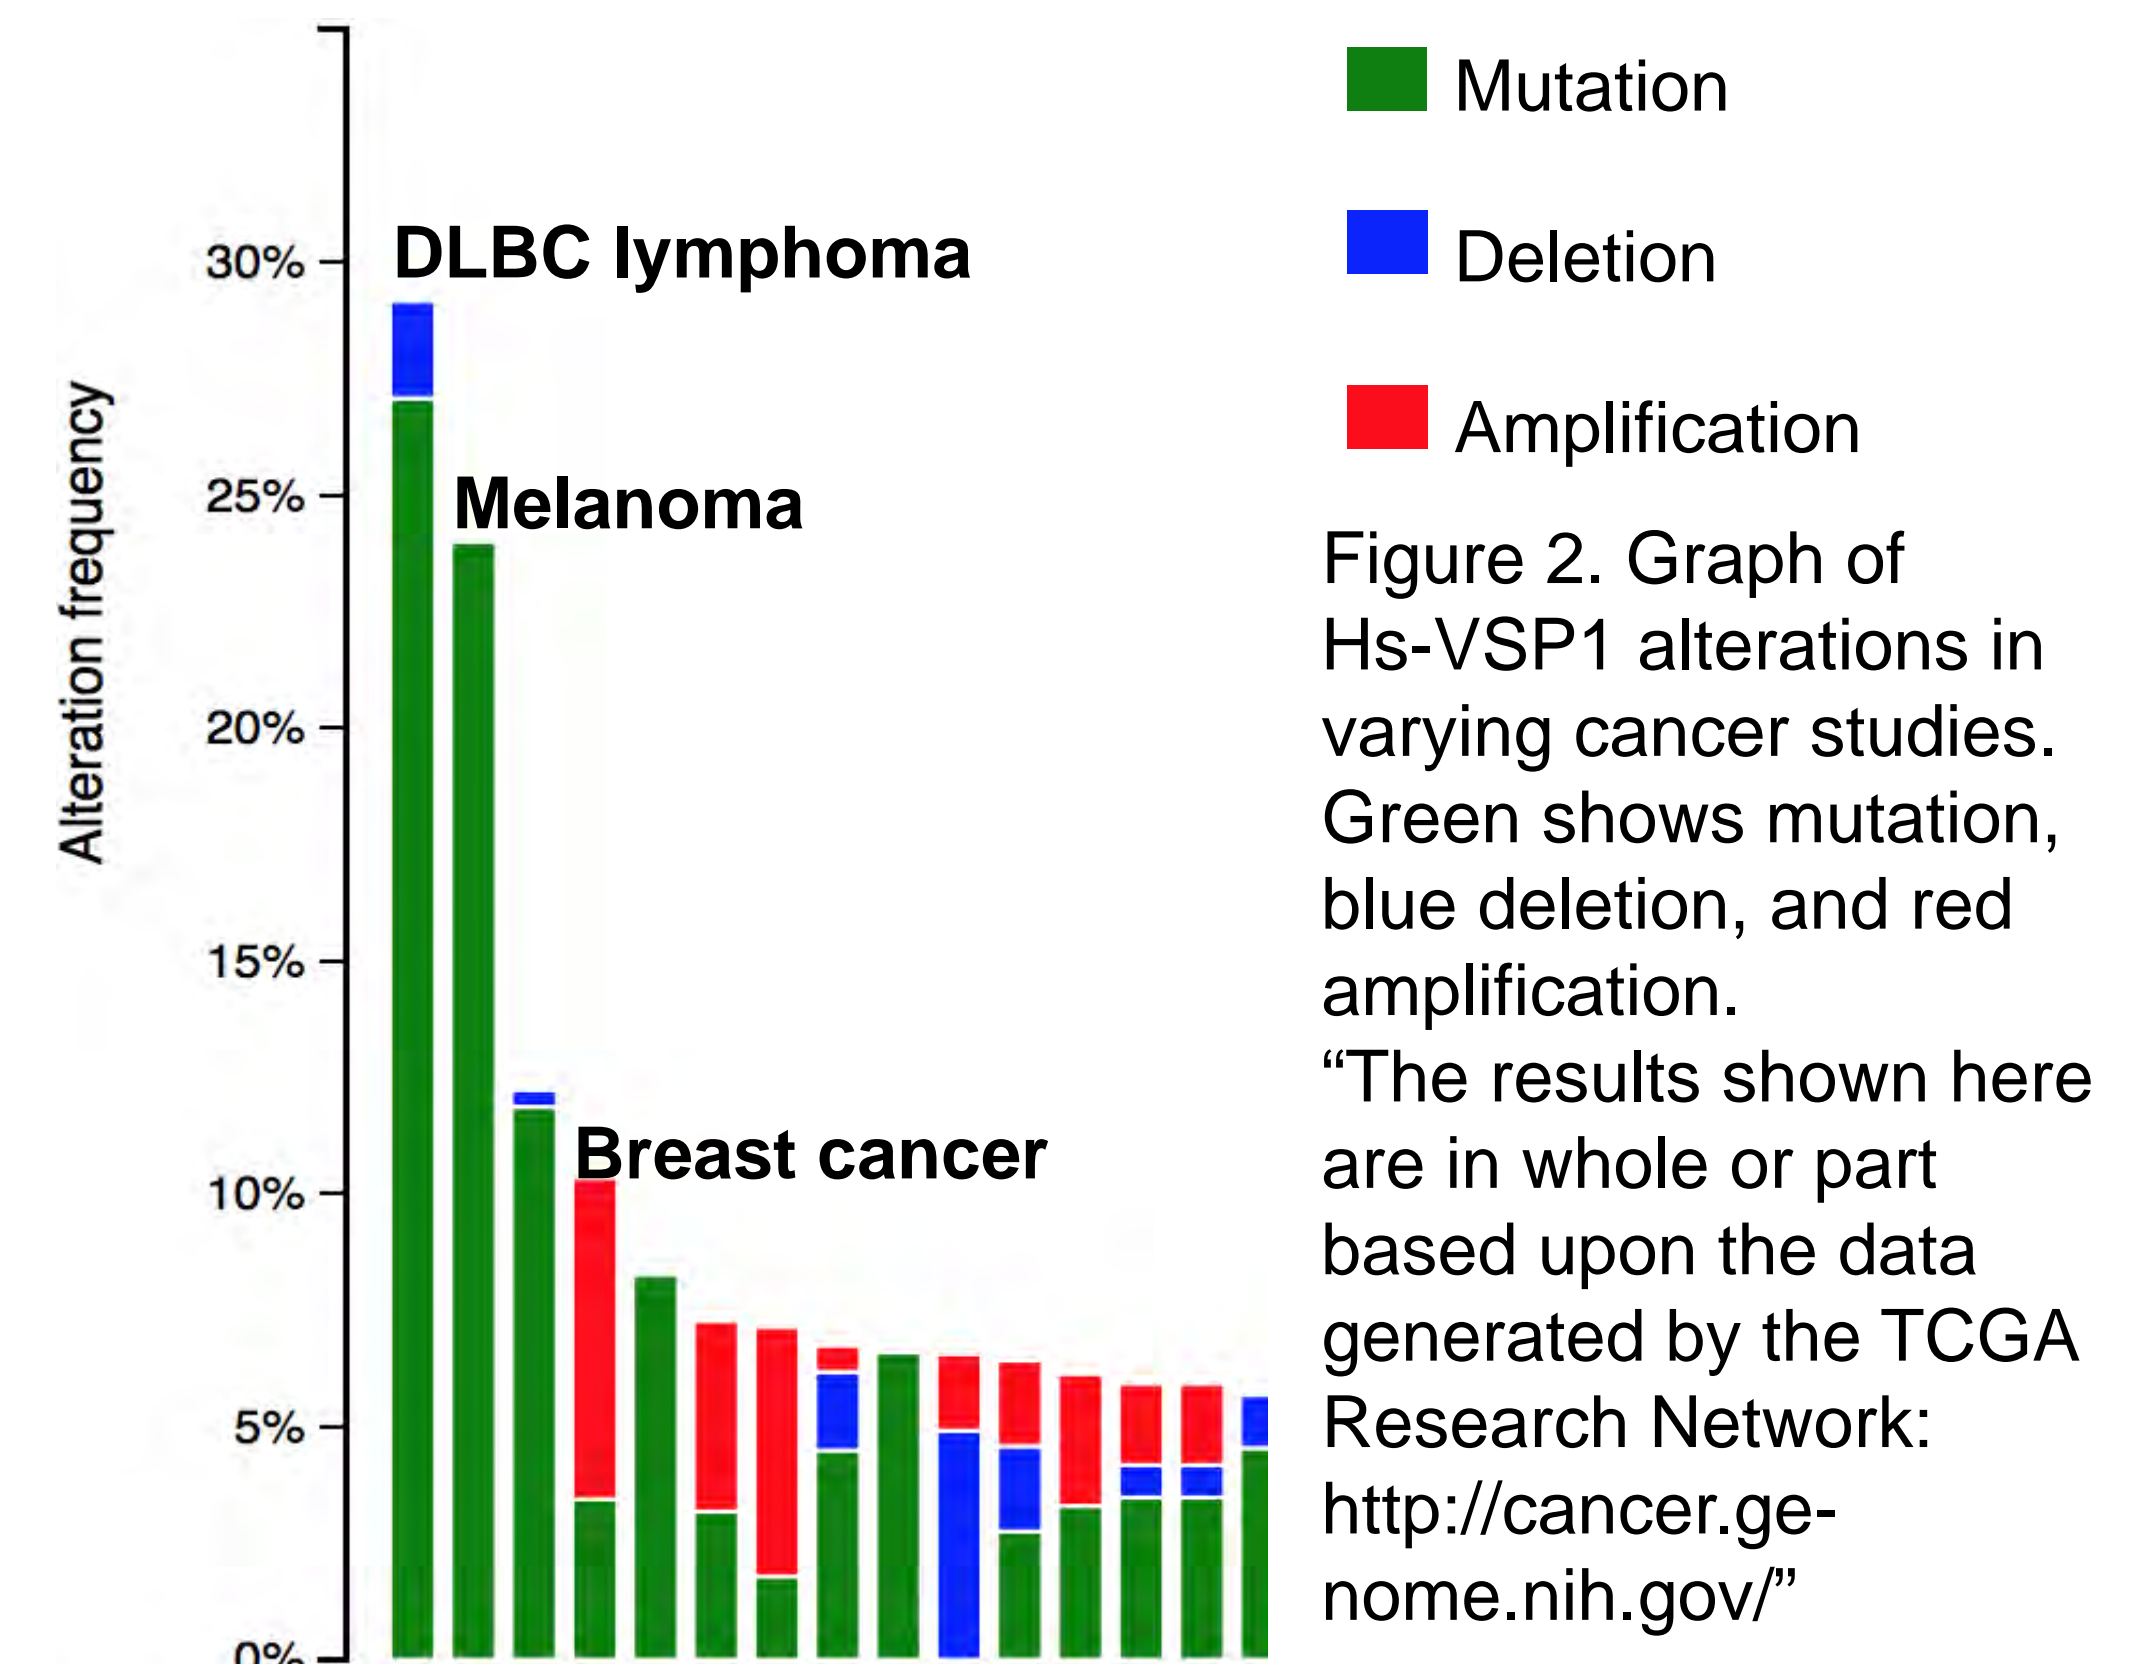 30%
25%
20%
15%
10%
5%
0%
Alteration frequency
DLBC lymphoma
Melanoma
Breast cancer
Mutation
Deletion
Amplification
Figure 2. Graph of
Hs-VSP1 alterations in
varying cancer studies.
Green shows mutation,
blue deletion, and red
amplification.
“The results shown here
are in whole or part
based upon the data
generated by the TCGA
Research Network:
http://cancer.ge-
nome.nih.gov/”